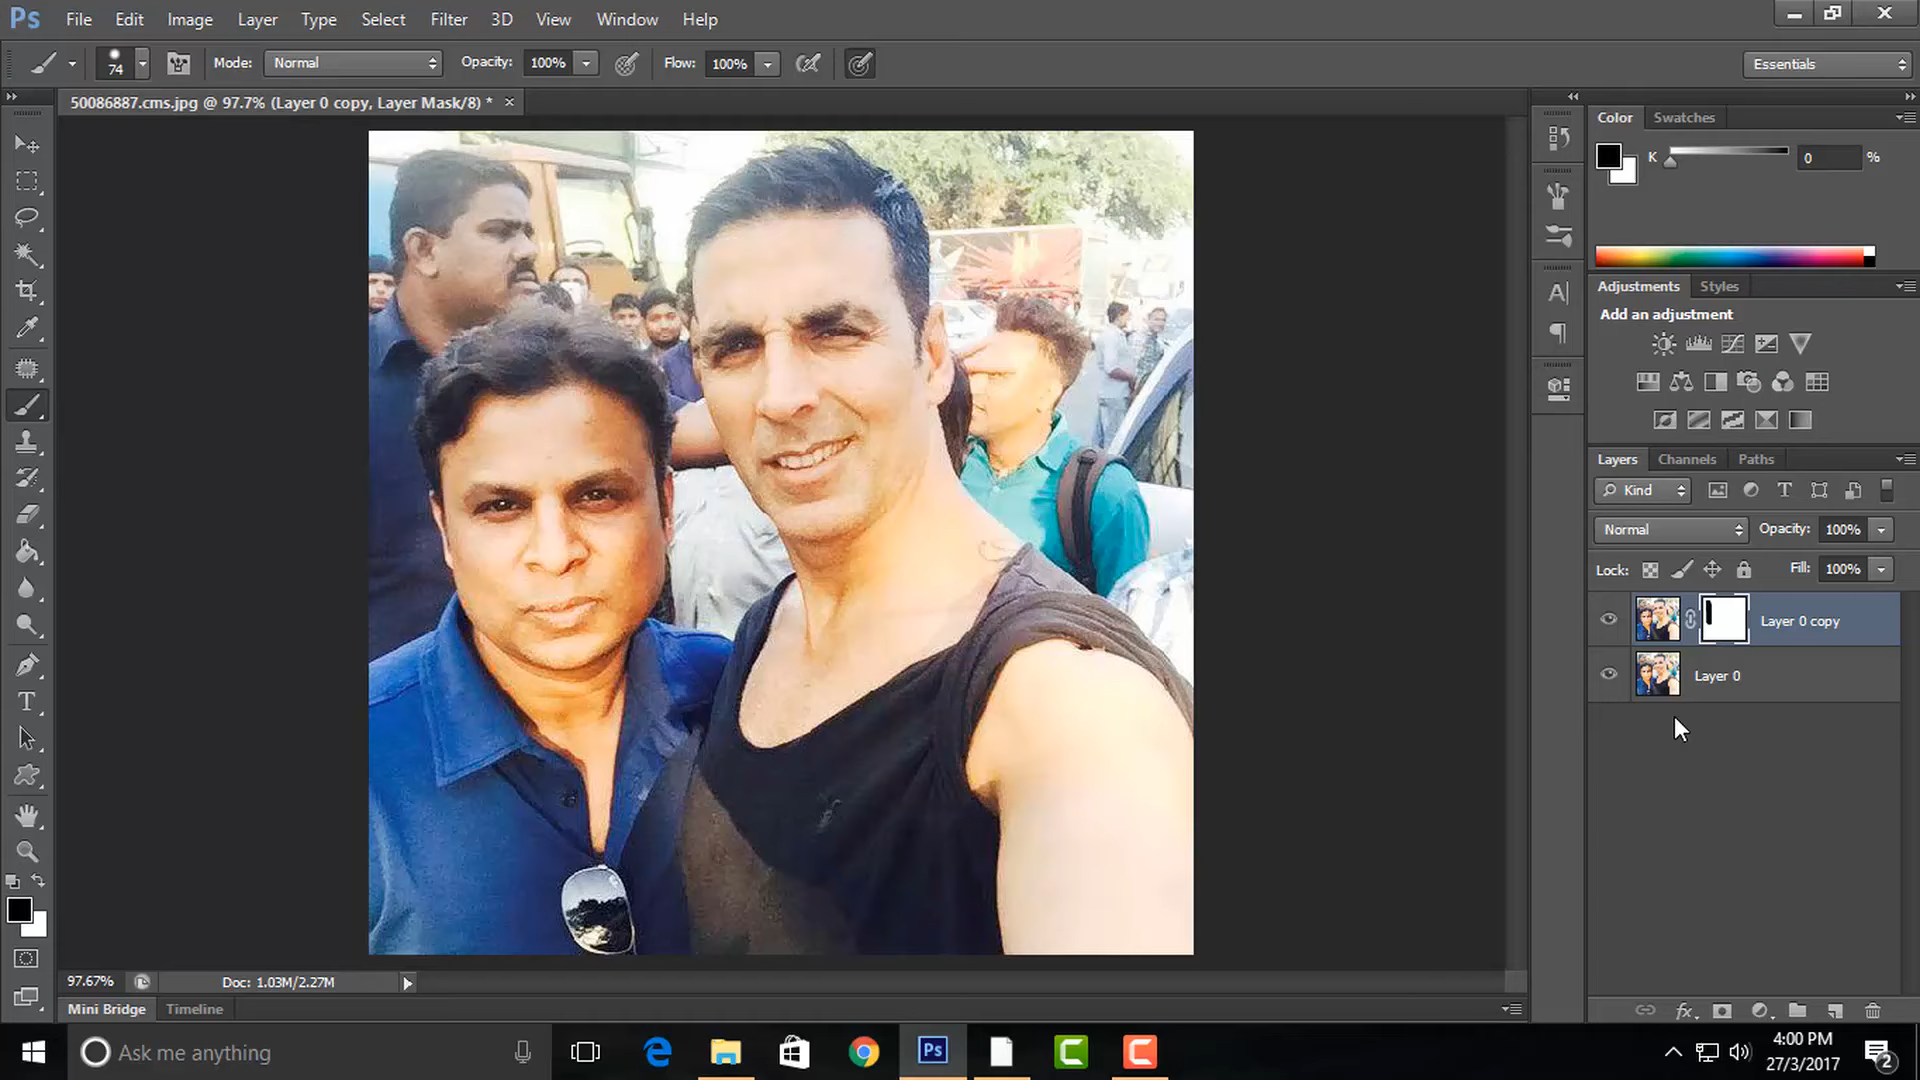 Ps File Edit Image Layer Type Select Filter 3D View Window Help
74 Mode: Normal Opacity: 100% Flow: 100% Essentials
50086887.cms.jpg @ 97.7% (Layer 0 copy, Layer Mask/8) * ×
Color Swatches
K 0 %
Adjustments Styles
Add an adjustment
Layers Channels Paths
Kind
Normal Opacity: 100%
Lock: Fill: 100%
Layer 0 copy
Layer 0
97.67% Doc: 1.03M/2.27M
Mini Bridge Timeline
Ask me anything
Ps
4:00 PM
27/3/2017
2